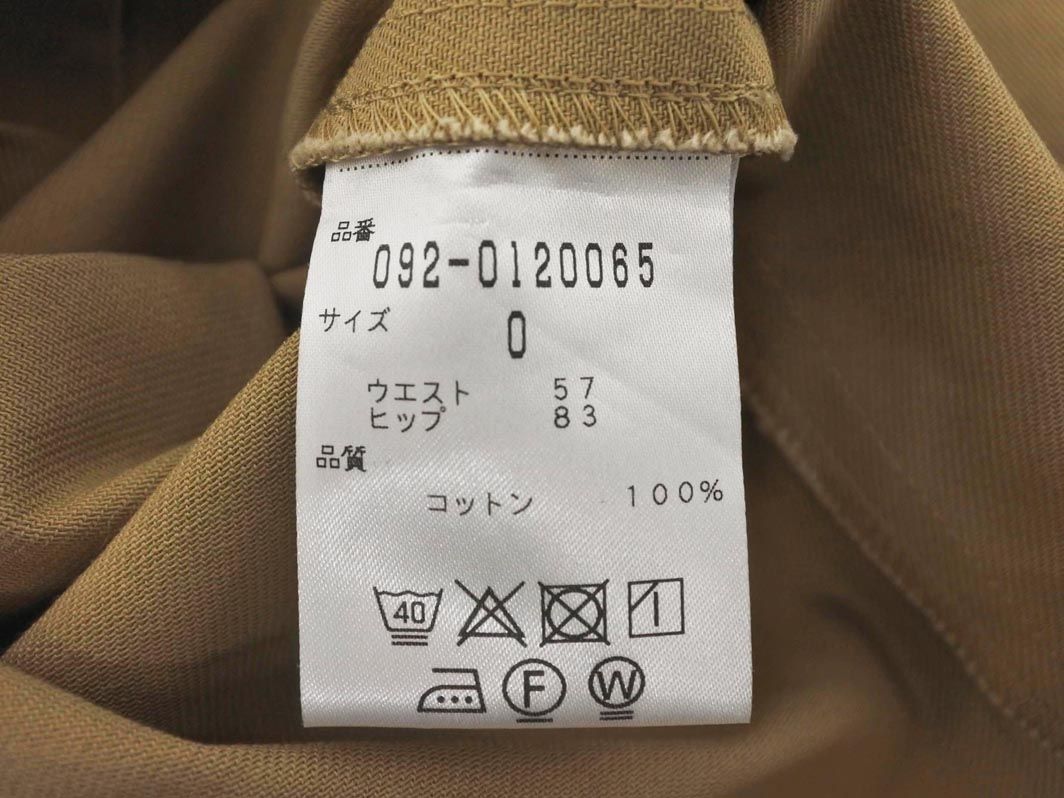 品番
092-0120065
サイズ 0
ウエスト 57
ヒップ 83
品質
コットン 100%
40
F W